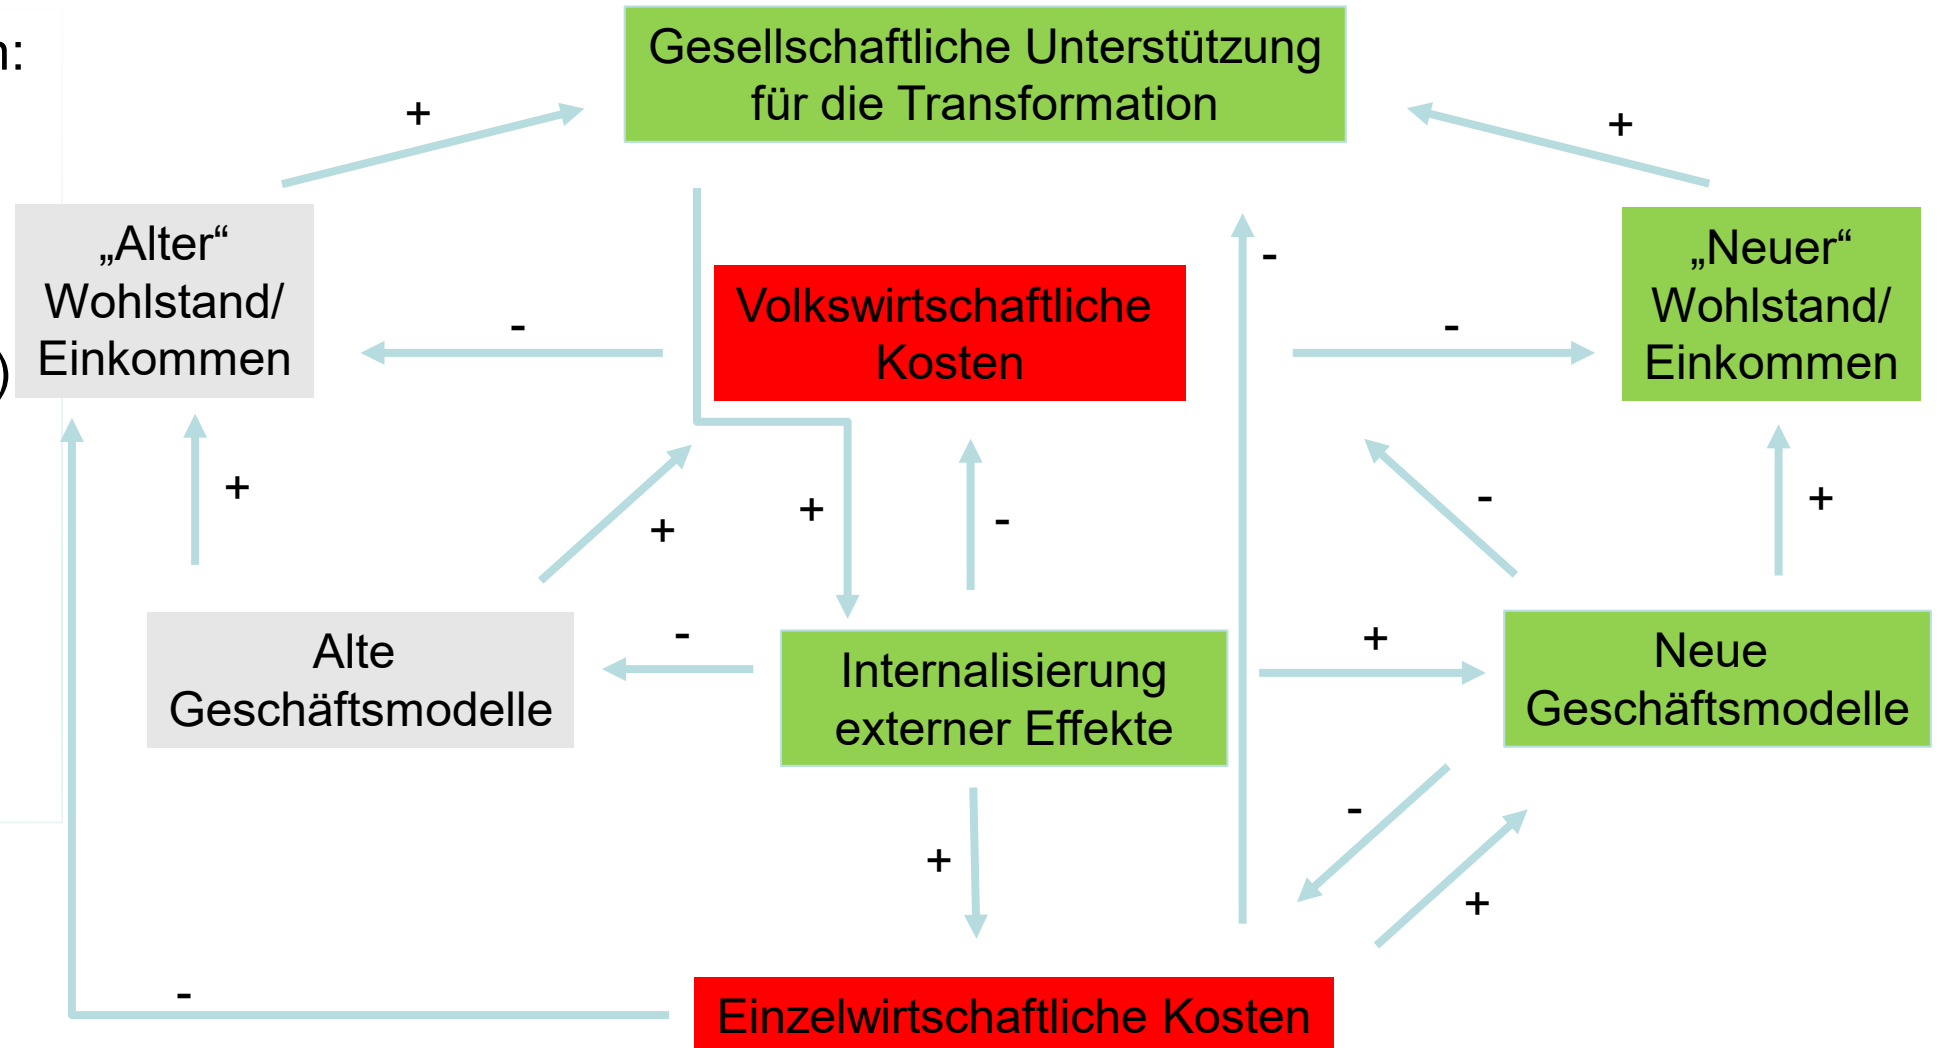 n:
Gesellschaftliche Unterstützung
für die Transformation
+
+
„Alter“
Wohlstand/
Einkommen
)
-
Volkswirtschaftliche
Kosten
-
-
„Neuer“
Wohlstand/
Einkommen
+
+
+
-
-
+
Alte
Geschäftsmodelle
-
Internalisierung
externer Effekte
+
Neue
Geschäftsmodelle
+
-
+
-
Einzelwirtschaftliche Kosten